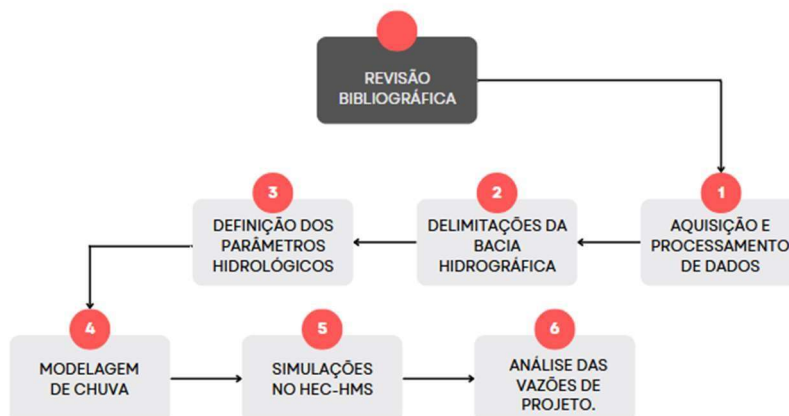 REVISÃO
BIBLIOGRÁFICA
1
AQUISIÇÃO E
PROCESSAMENTO
DE DADOS
2
DELIMITAÇÕES DA
BACIA
HIDROGRÁFICA
3
DEFINIÇÃO DOS
PARÂMETROS
HIDROLÓGICOS
4
MODELAGEM
DE CHUVA
5
SIMULAÇÕES
NO HEC-HMS
6
ANÁLISE DAS
VAZÕES DE
PROJETO.